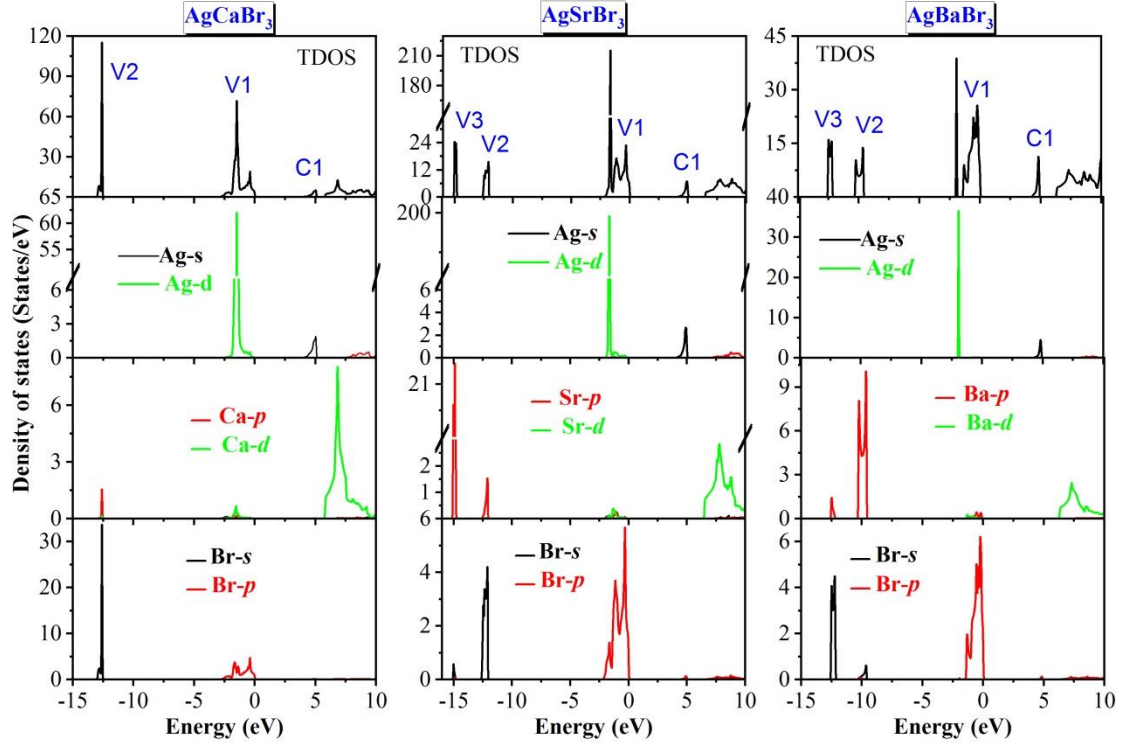 AgCaBr3 AgSrBr3 AgBaBr3
Density of states (States/eV)
120
90
60
30
65
TDOS
V2
V1
C1
210
180
24
12
0
TDOS
V3
V2
V1
C1
45
30
15
40
TDOS
V3
V2
V1
C1
60
55
6
3
0
Ag-s
Ag-d
200
6
4
2
0
Ag-s
Ag-d
30
20
10
0
Ag-s
Ag-d
6
3
0
Ca-p
Ca-d
21
2
1
6
Sr-p
Sr-d
9
6
3
0
Ba-p
Ba-d
30
20
10
0
Br-s
Br-p
4
2
0
Br-s
Br-p
6
4
2
0
Br-s
Br-p
-15 -10 -5 0 5 10
-15 -10 -5 0 5 10
-15 -10 -5 0 5 10
Energy (eV) Energy (eV) Energy (eV)